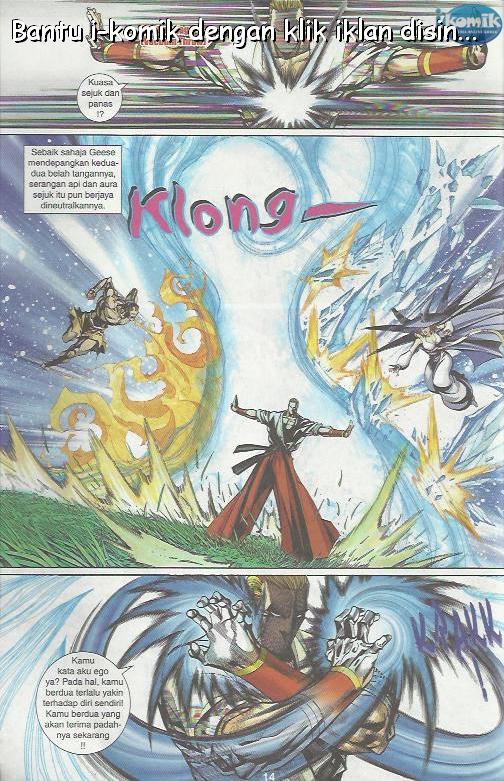 Bantu i-komik dengan klik iklan disin...
i komik
Kuasa
sejuk dan
panas
!?
Sebaik sahaja Geese
mendepangkan kedua-
dua belah tangannya,
serangan api dan aura
sejuk itu pun berjaya
dineutralkannya.
Klong
Kamu
kata aku ego
ya? Pada hal, kamu
berdua terlalu yakin
terhadap diri sendiri!
Kamu berdua yang
akan terima padah-
nya sekarang
!!
14